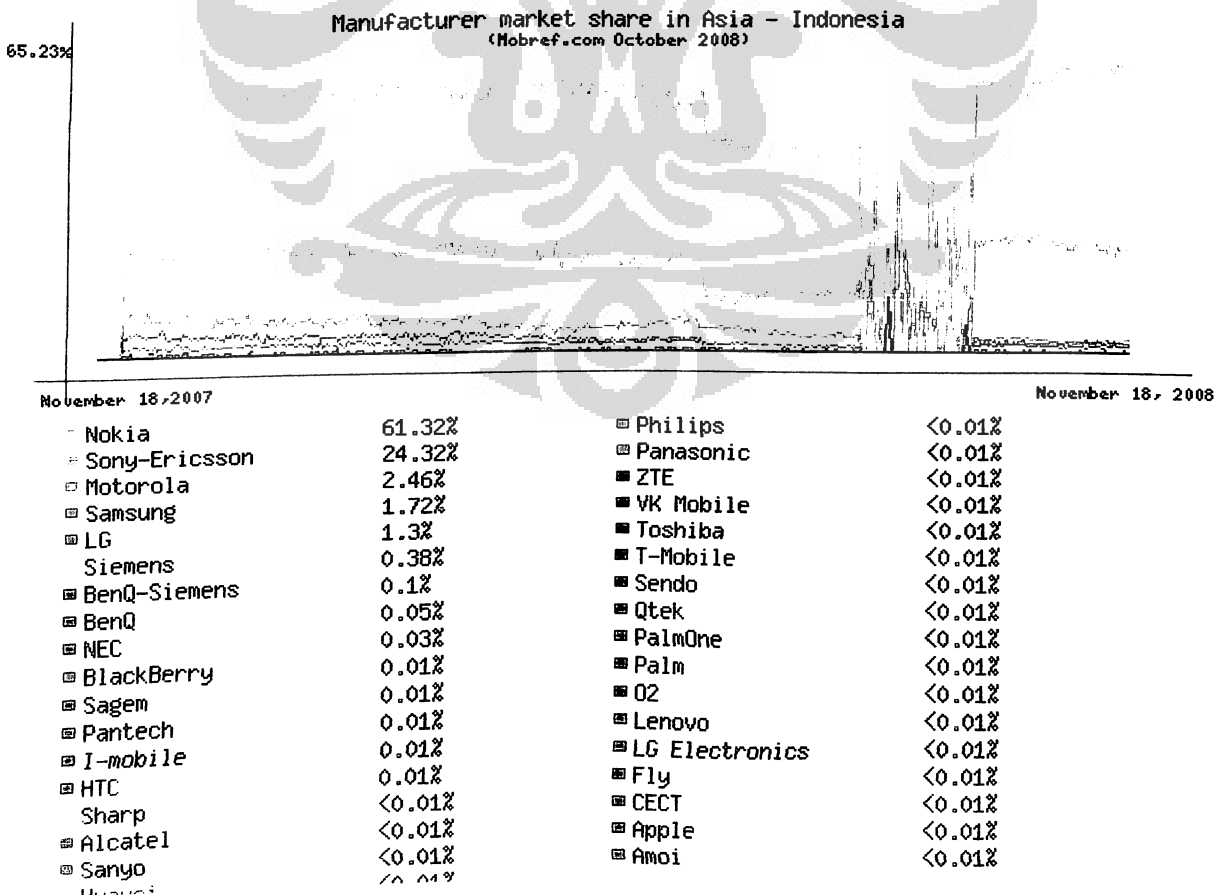 Manufacturer market share in Asia - Indonesia
(Mobref.com October 2008)
65.23%
November 18,2007
November 18, 2008
Nokia 61.32%
Sony-Ericsson 24.32%
Motorola 2.46%
Samsung 1.72%
LG 1.3%
Siemens 0.38%
BenQ-Siemens 0.1%
BenQ 0.05%
NEC 0.03%
BlackBerry 0.01%
Sagem 0.01%
Pantech 0.01%
I-mobile 0.01%
HTC 0.01%
Sharp <0.01%
Alcatel <0.01%
Sanyo <0.01%
Philips <0.01%
Panasonic <0.01%
ZTE <0.01%
VK Mobile <0.01%
Toshiba <0.01%
T-Mobile <0.01%
Sendo <0.01%
Qtek <0.01%
PalmOne <0.01%
Palm <0.01%
O2 <0.01%
Lenovo <0.01%
LG Electronics <0.01%
Fly <0.01%
CECT <0.01%
Apple <0.01%
Amoi <0.01%